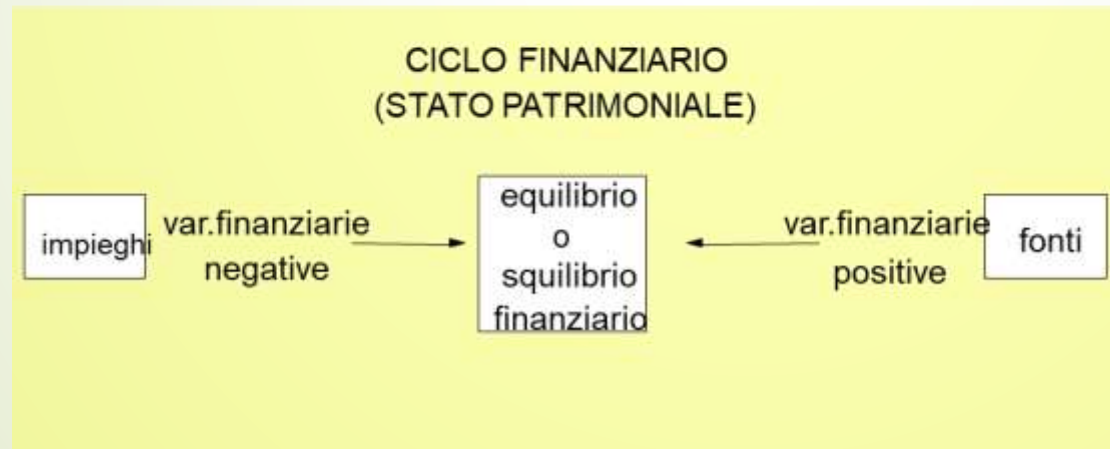 CICLO FINANZIARIO
(STATO PATRIMONIALE)
impieghi
var.finanziarie
negative
equilibrio
o
squilibrio
finanziario
var.finanziarie
positive
fonti